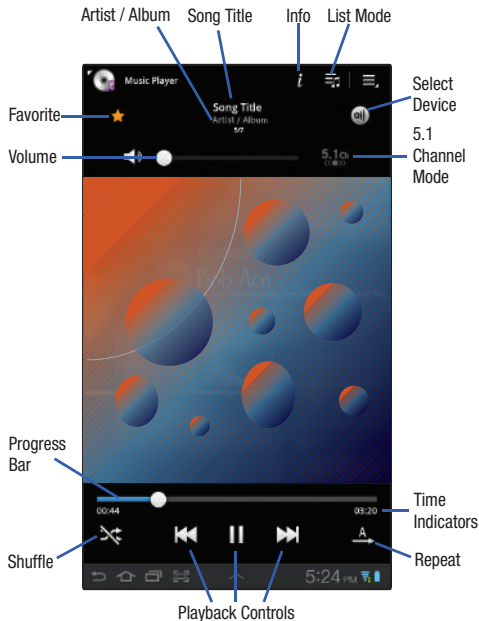 Artist / Album Song Title Info List Mode
Music Player
Song Title
Artist / Album
5/7
Select
Device
Favorite
Volume
5.1
Channel
Mode
5.1Ch
Bob Acri
Progress
Bar
00:44
03:20
Time
Indicators
Shuffle
A
Repeat
5:24 PM
Playback Controls